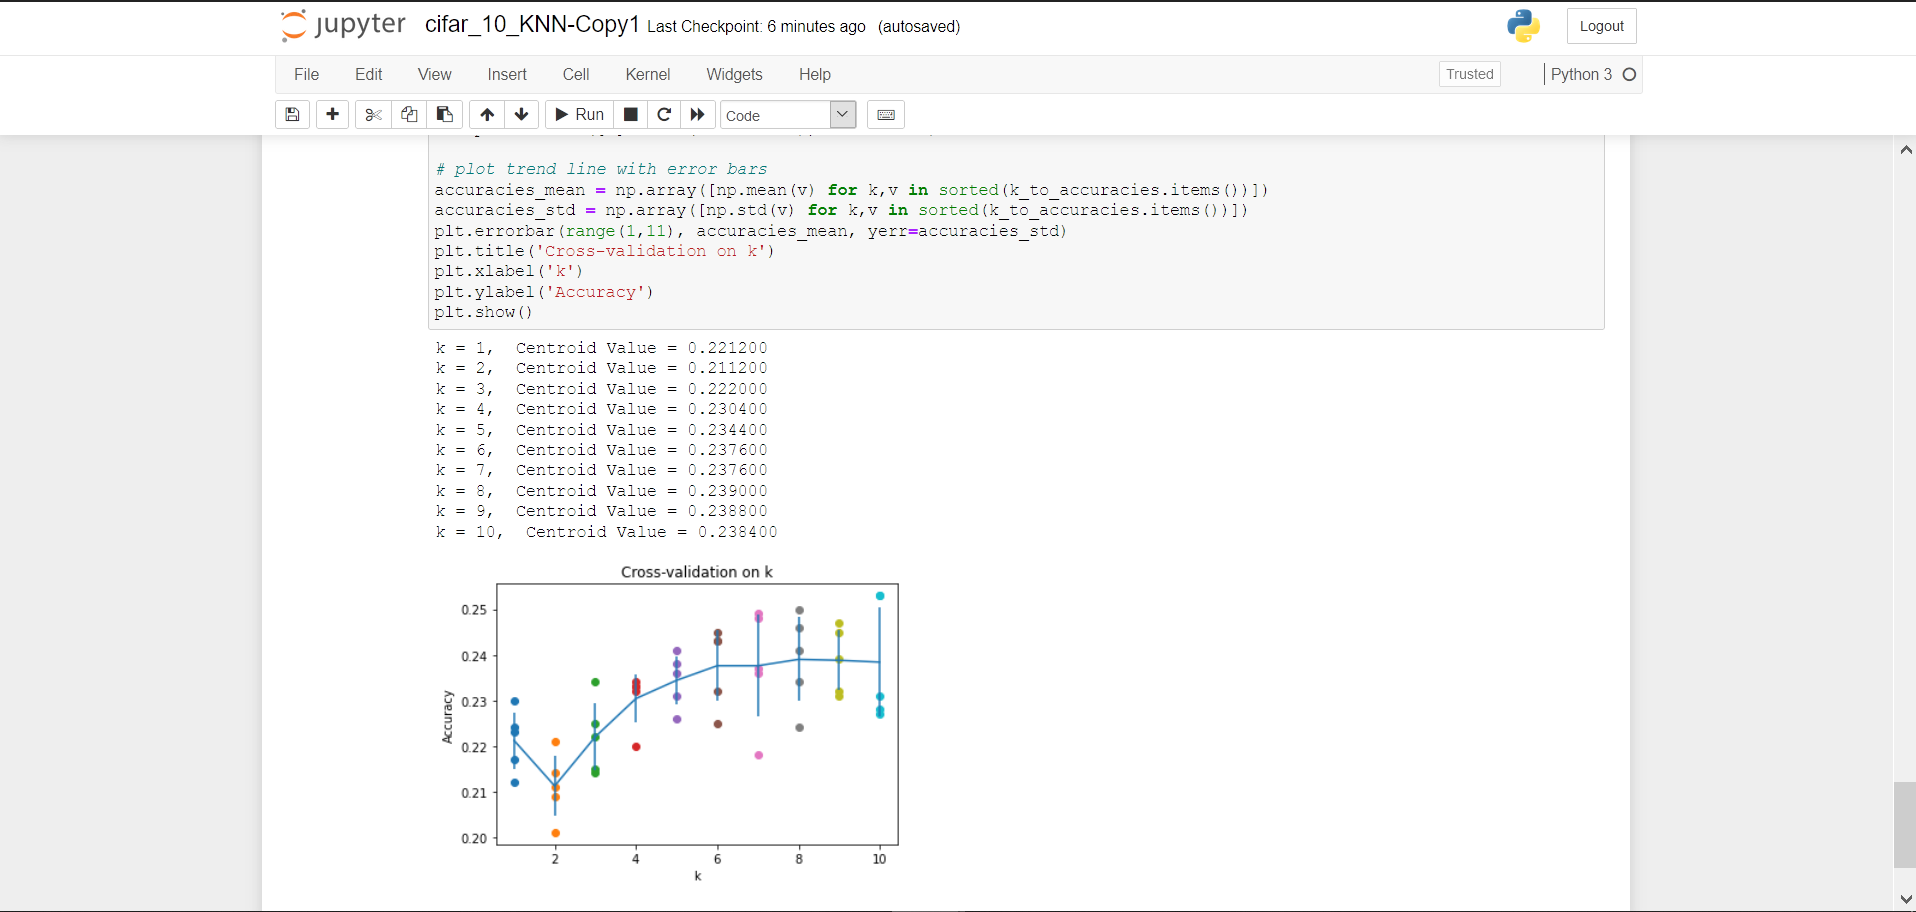 jupyter cifar_10_KNN-Copy1 Last Checkpoint: 6 minutes ago (autosaved)
Logout
File Edit View Insert Cell Kernel Widgets Help
Trusted
Python 3
Run
Code
# plot trend line with error bars
accuracies_mean = np.array([np.mean(v) for k,v in sorted(k_to_accuracies.items())])
accuracies_std = np.array([np.std(v) for k,v in sorted(k_to_accuracies.items())])
plt.errorbar(range(1,11), accuracies_mean, yerr=accuracies_std)
plt.title('Cross-validation on k')
plt.xlabel('k')
plt.ylabel('Accuracy')
plt.show()
k = 1, Centroid Value = 0.221200
k = 2, Centroid Value = 0.211200
k = 3, Centroid Value = 0.222000
k = 4, Centroid Value = 0.230400
k = 5, Centroid Value = 0.234400
k = 6, Centroid Value = 0.237600
k = 7, Centroid Value = 0.237600
k = 8, Centroid Value = 0.239000
k = 9, Centroid Value = 0.238800
k = 10, Centroid Value = 0.238400
Cross-validation on k
0.25
0.24
0.23
0.22
0.21
0.20
Accuracy
2 4 6 8 10
k